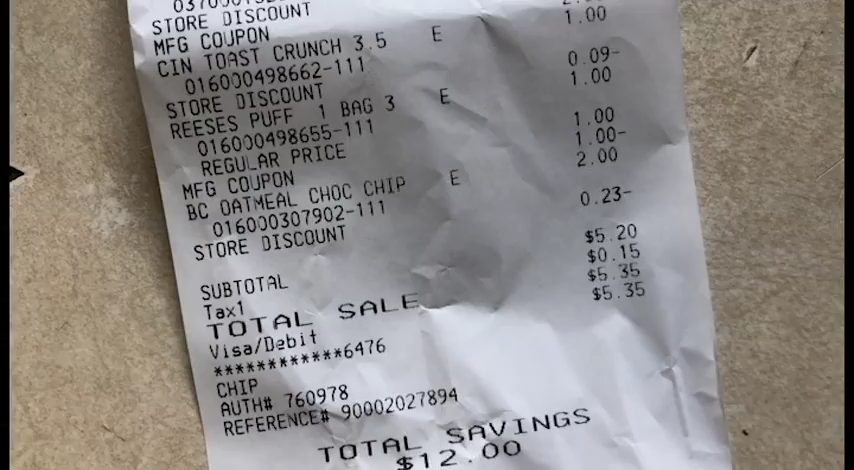 STORE DISCOUNT
MFG COUPON
CIN TOAST CRUNCH 3.5 E 1.00
016000498662-111
STORE DISCOUNT 0.09-
REESES PUFF 1 BAG 3 E 1.00
016000498655-111
REGULAR PRICE 1.00
MFG COUPON 1.00-
BC OATMEAL CHOC CHIP E 2.00
016000307902-111
STORE DISCOUNT 0.23-
SUBTOTAL $5.20
Tax1 $0.15
TOTAL SALE $5.35
Visa/Debit $5.35
************6476
CHIP
AUTH# 760978
REFERENCE# 90002027894
TOTAL SAVINGS
$12.00